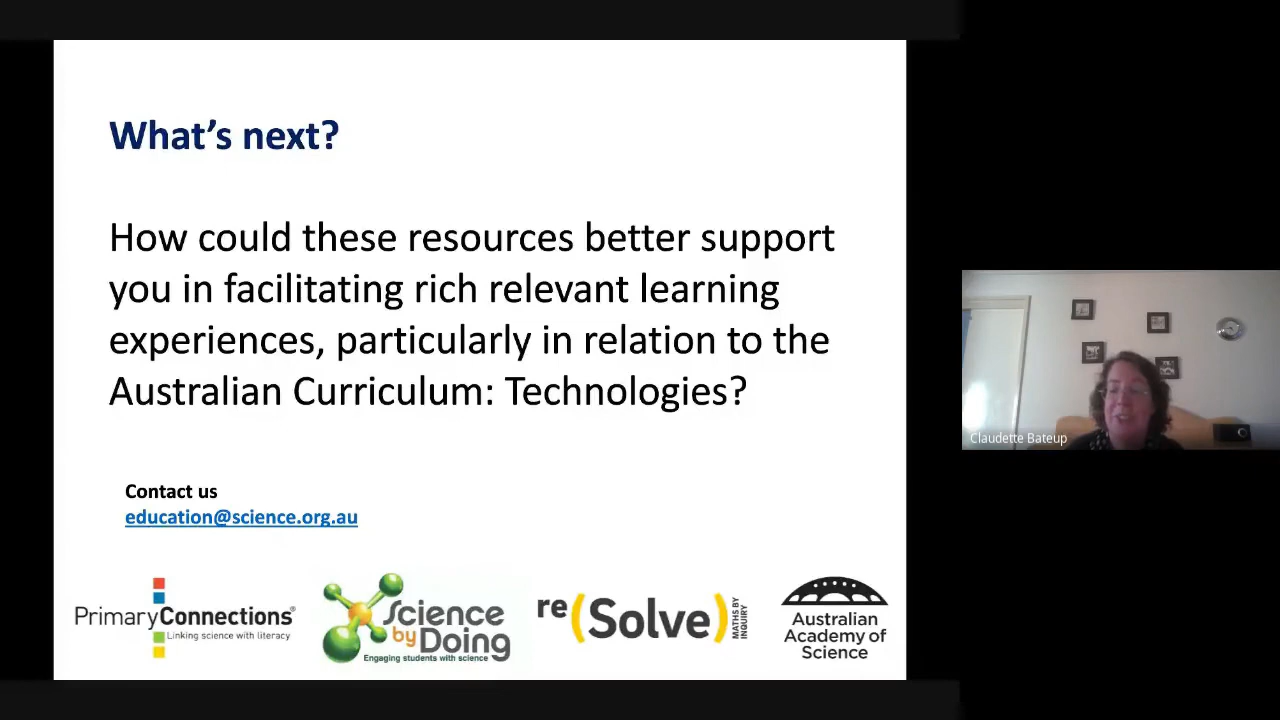 What's next?
How could these resources better support
you in facilitating rich relevant learning
experiences, particularly in relation to the
Australian Curriculum: Technologies?
Contact us
education@science.org.au
PrimaryConnections®
Linking science with literacy
Science
by Doing
Engaging students with science
re(Solve)
MATHS BY
INQUIRY
Australian
Academy of
Science
Claudette Bateup